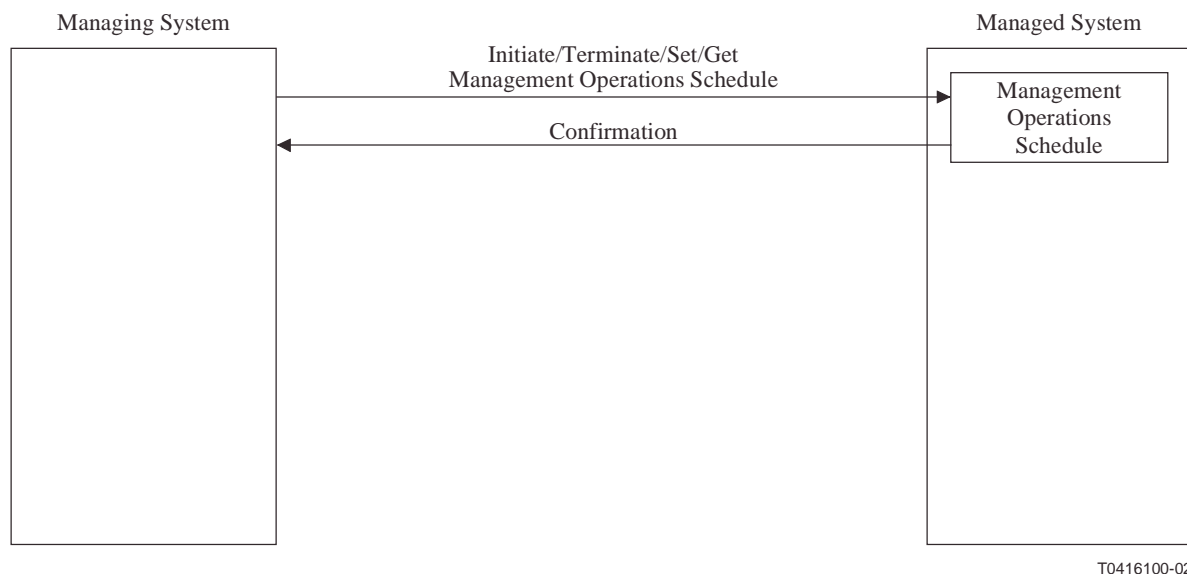 Managing System
Managed System
Initiate/Terminate/Set/Get
Management Operations Schedule
Management
Operations
Schedule
Confirmation
T0416100-02